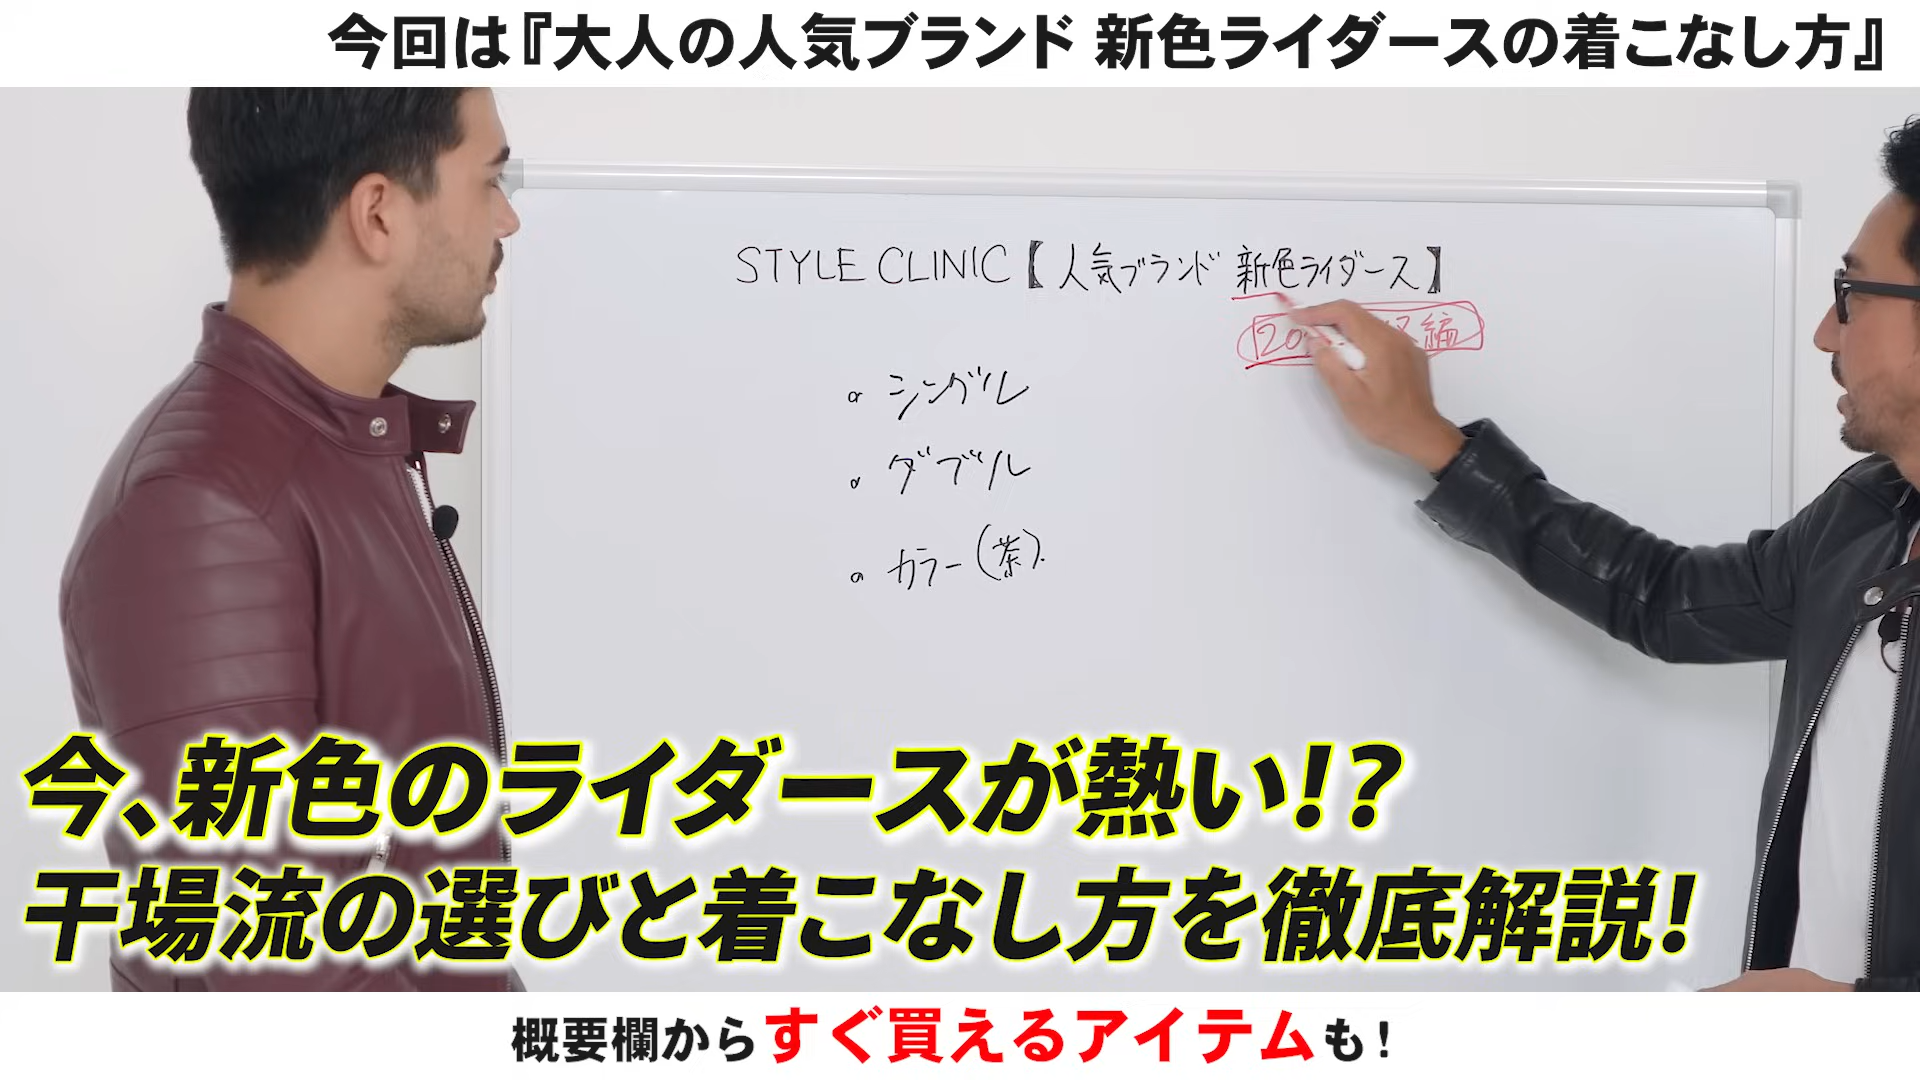 今回は『大人の人気ブランド 新色ライダースの着こなし方』
STYLE CLINIC【人気ブランド 新色ライダース】
編
・シングル
・ダブル
・カラー(茶).
今、新色のライダースが熱い!?
干場流の選びと着こなし方を徹底解説!
概要欄からすぐ買えるアイテムも!